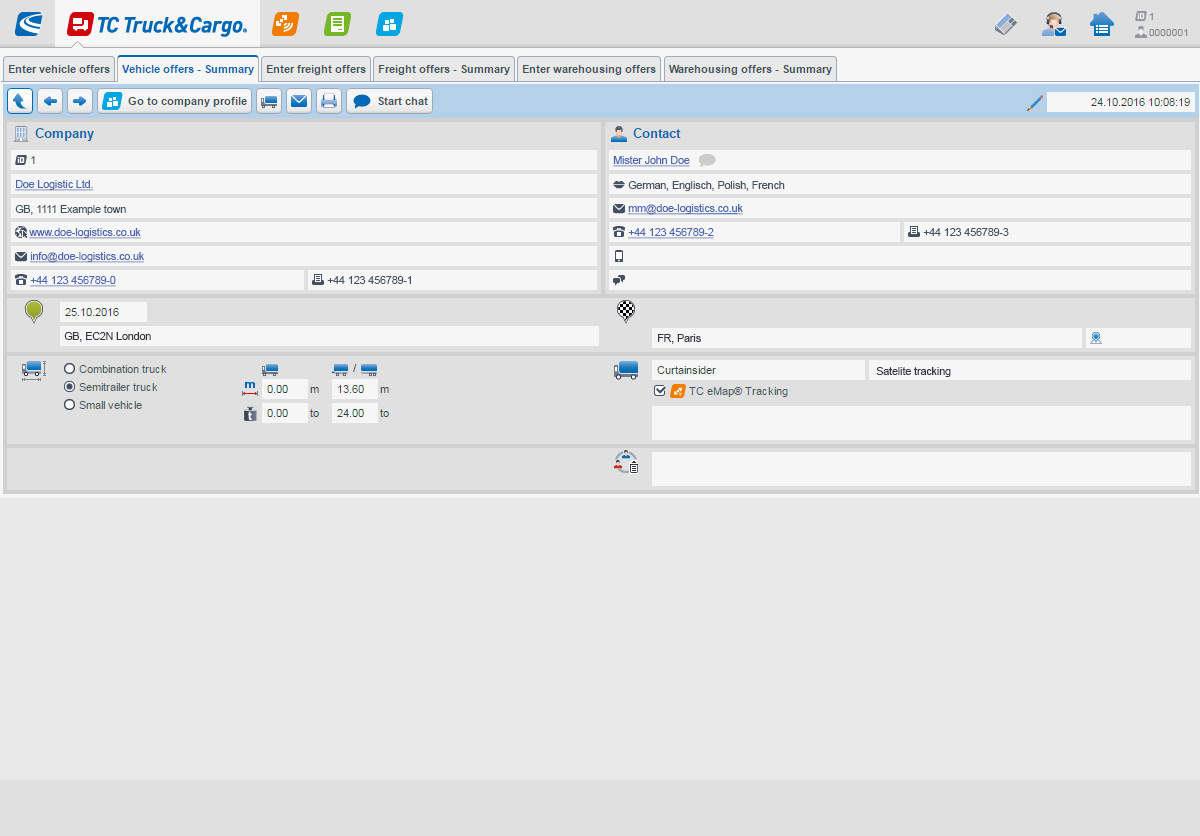 TC Truck&Cargo.
iD 1
0000001
Enter vehicle offers
Vehicle offers - Summary
Enter freight offers
Freight offers - Summary
Enter warehousing offers
Warehousing offers - Summary
Go to company profile
Start chat
24.10.2016 10:08:19
Company
iD 1
Doe Logistic Ltd.
GB, 1111 Example town
www.doe-logistics.co.uk
info@doe-logistics.co.uk
+44 123 456789-0
+44 123 456789-1
Contact
Mister John Doe
German, Englisch, Polish, French
mm@doe-logistics.co.uk
+44 123 456789-2
+44 123 456789-3
25.10.2016
GB, EC2N London
FR, Paris
Combination truck
Semitrailer truck
Small vehicle
/
m 0.00 m 13.60 m
t 0.00 to 24.00 to
Curtainsider
Satelite tracking
TC eMap® Tracking